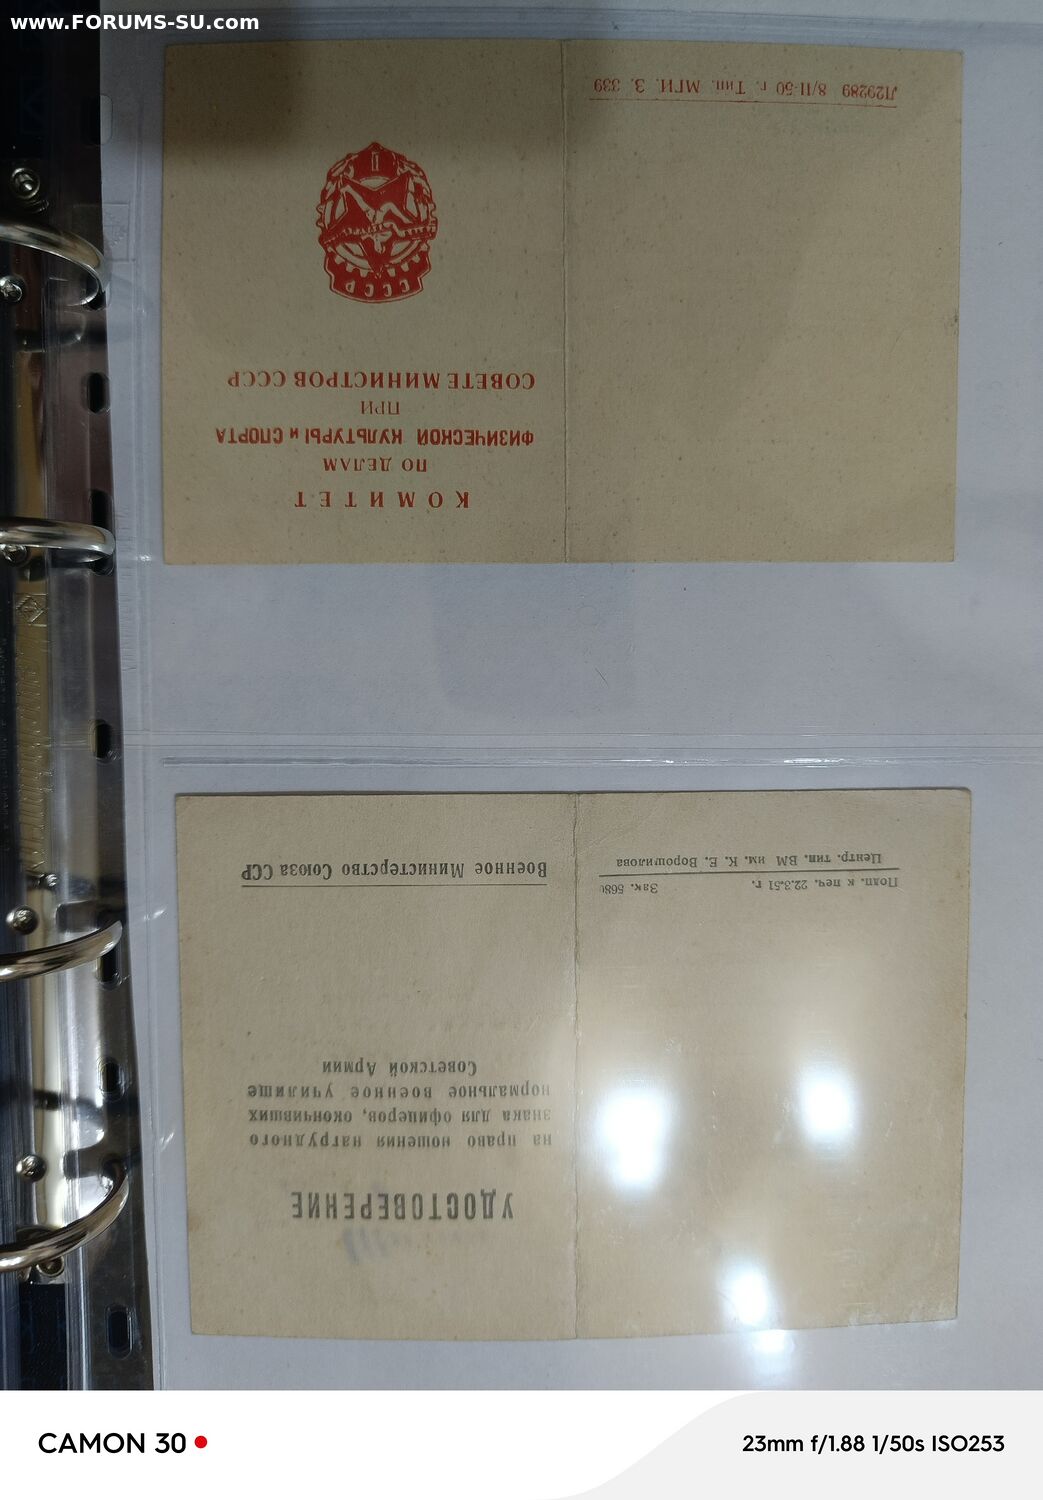 www.FORUMS-SU.com
КОМИТЕТ
ПО ДЕЛАМ
ФИЗИЧЕСКОЙ КУЛЬТУРЫ и СПОРТА
ПРИ
СОВЕТЕ МИНИСТРОВ СССР
СССР
II
Л29289 8/II-50 г. Тип. МГИ. З. 339
УДОСТОВЕРЕНИЕ
на право ношения нагрудного
знака для офицеров, окончивших
нормальное военное училище
Советской Армии
Военное Министерство Союза ССР
Подп. к печ. 22.3.51 г. Зак. 568
Центр. тип. ВМ им. К. Е. Ворошилова
CAMON 30
23mm f/1.88 1/50s ISO253